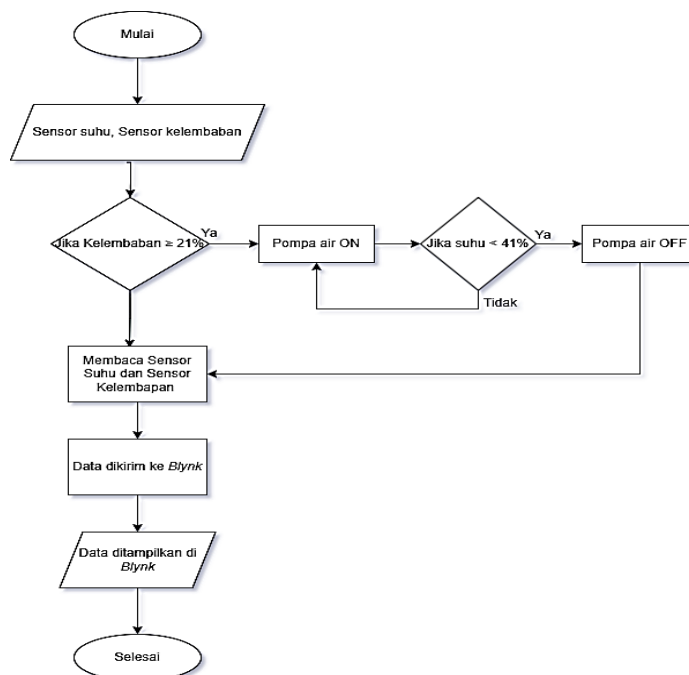 Mulai
Sensor suhu, Sensor kelembaban
Jika Kelembaban ≥ 21%
Ya
Pompa air ON
Jika suhu < 41%
Ya
Pompa air OFF
Tidak
Membaca Sensor
Suhu dan Sensor
Kelembapan
Data dikirim ke Blynk
Data ditampilkan di
Blynk
Selesai